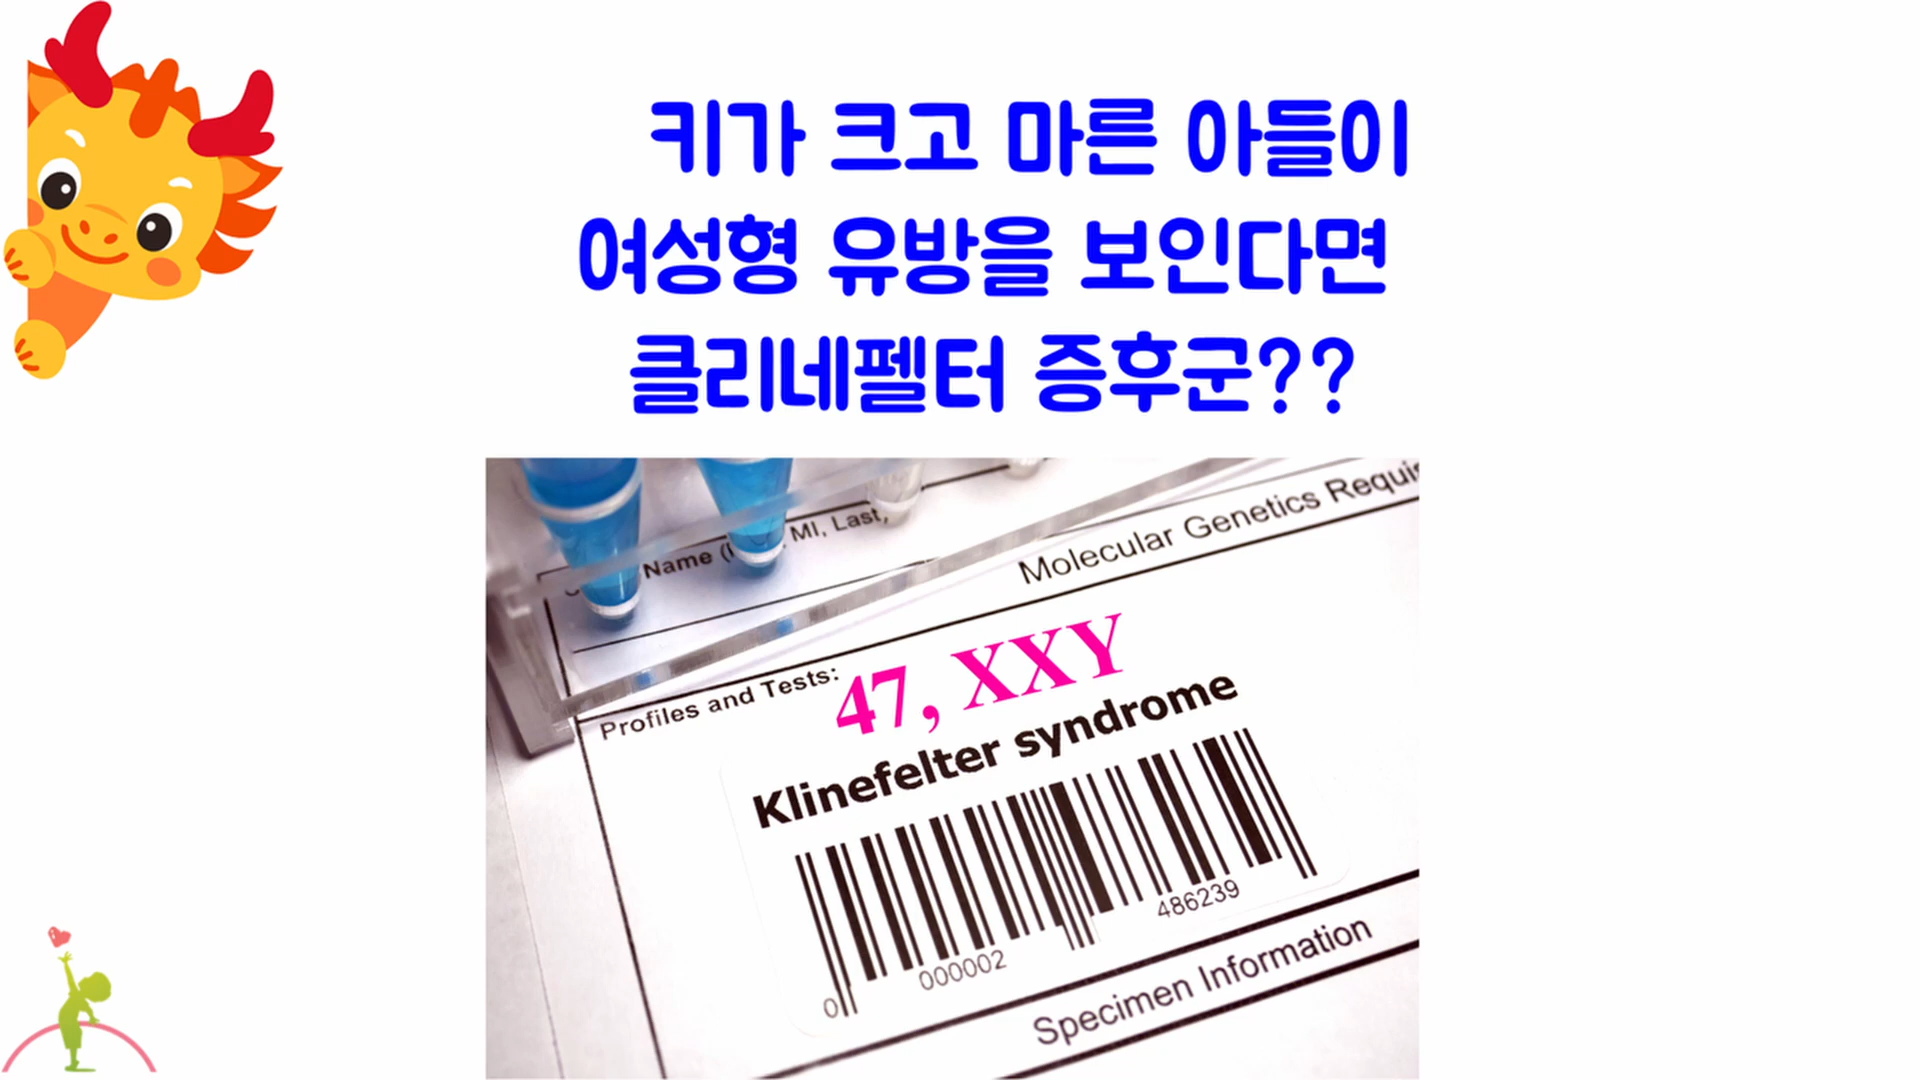 키가 크고 마른 아들이
여성형 유방을 보인다면
클리네펠터 증후군??
Name ( MI, Last,
Molecular Genetics Requis
47, XXY
Profiles and Tests:
Klinefelter syndrome
0 000002 486239
Specimen Information